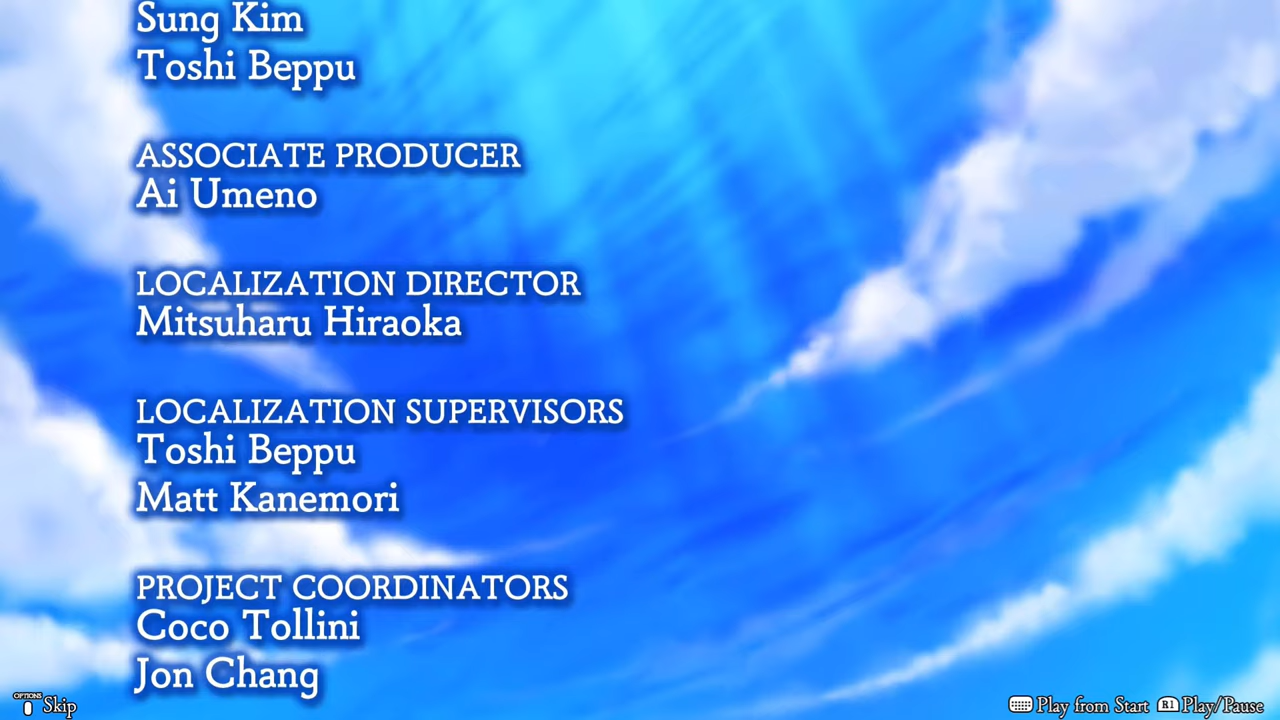 Sung Kim
Toshi Beppu
ASSOCIATE PRODUCER
Ai Umeno
LOCALIZATION DIRECTOR
Mitsuharu Hiraoka
LOCALIZATION SUPERVISORS
Toshi Beppu
Matt Kanemori
PROJECT COORDINATORS
Coco Tollini
Jon Chang
OPTIONS Skip
Play from Start R1 Play/Pause